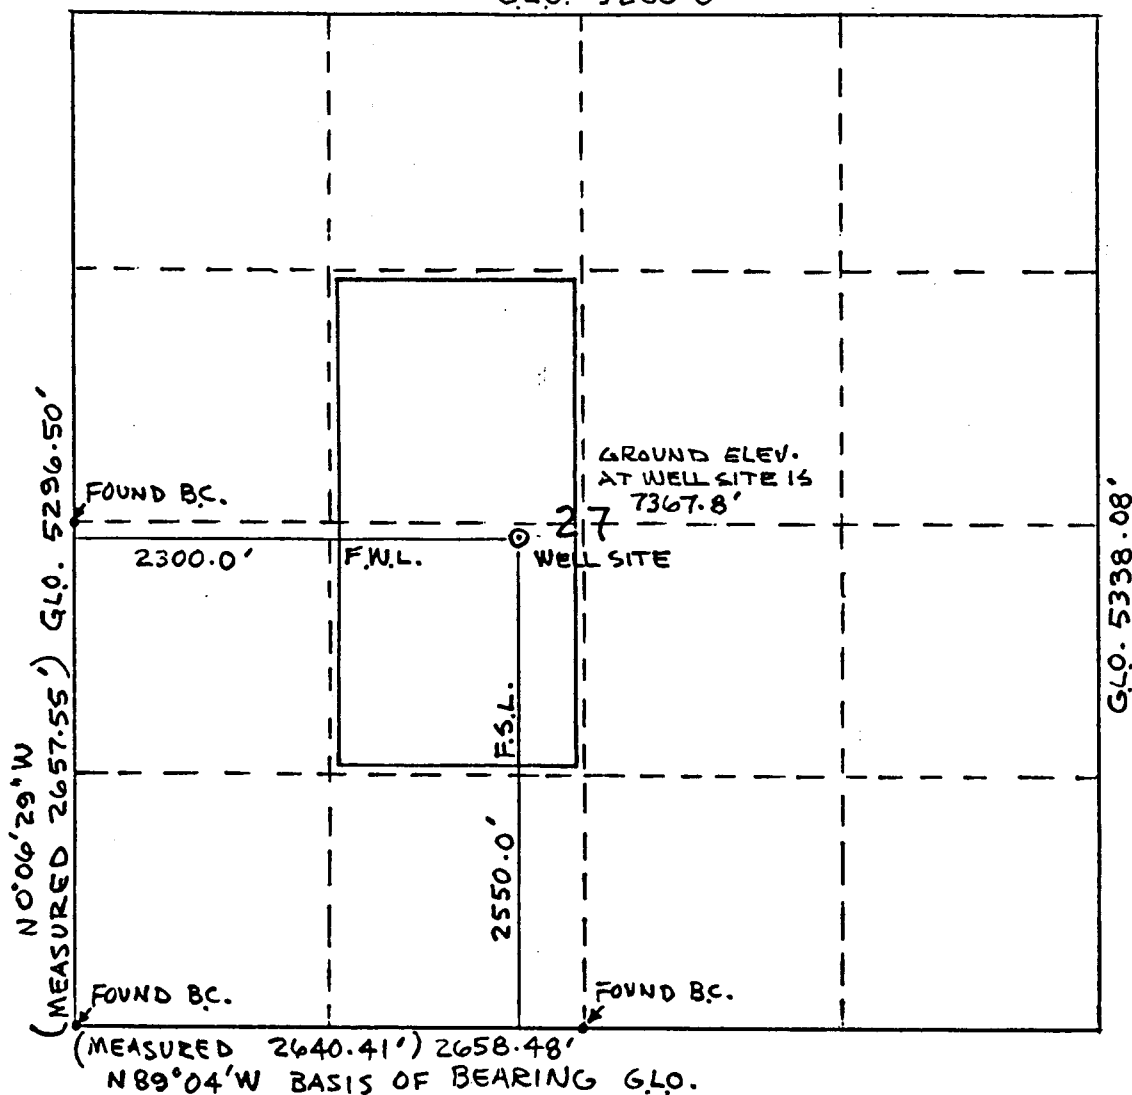 GROUND ELEV.
AT WELL SITE IS
7367.8'
FOUND B.C.
27
2300.0' F.W.L. WELL SITE
F.S.L.
2550.0'
GLO. 5296.50'
N0°06'29"W
(MEASURED 2657.55')
G.L.O. 5338.08'
FOUND B.C.
FOUND B.C.
(MEASURED 2640.41') 2658.48'
N89°04'W BASIS OF BEARING G.L.O.